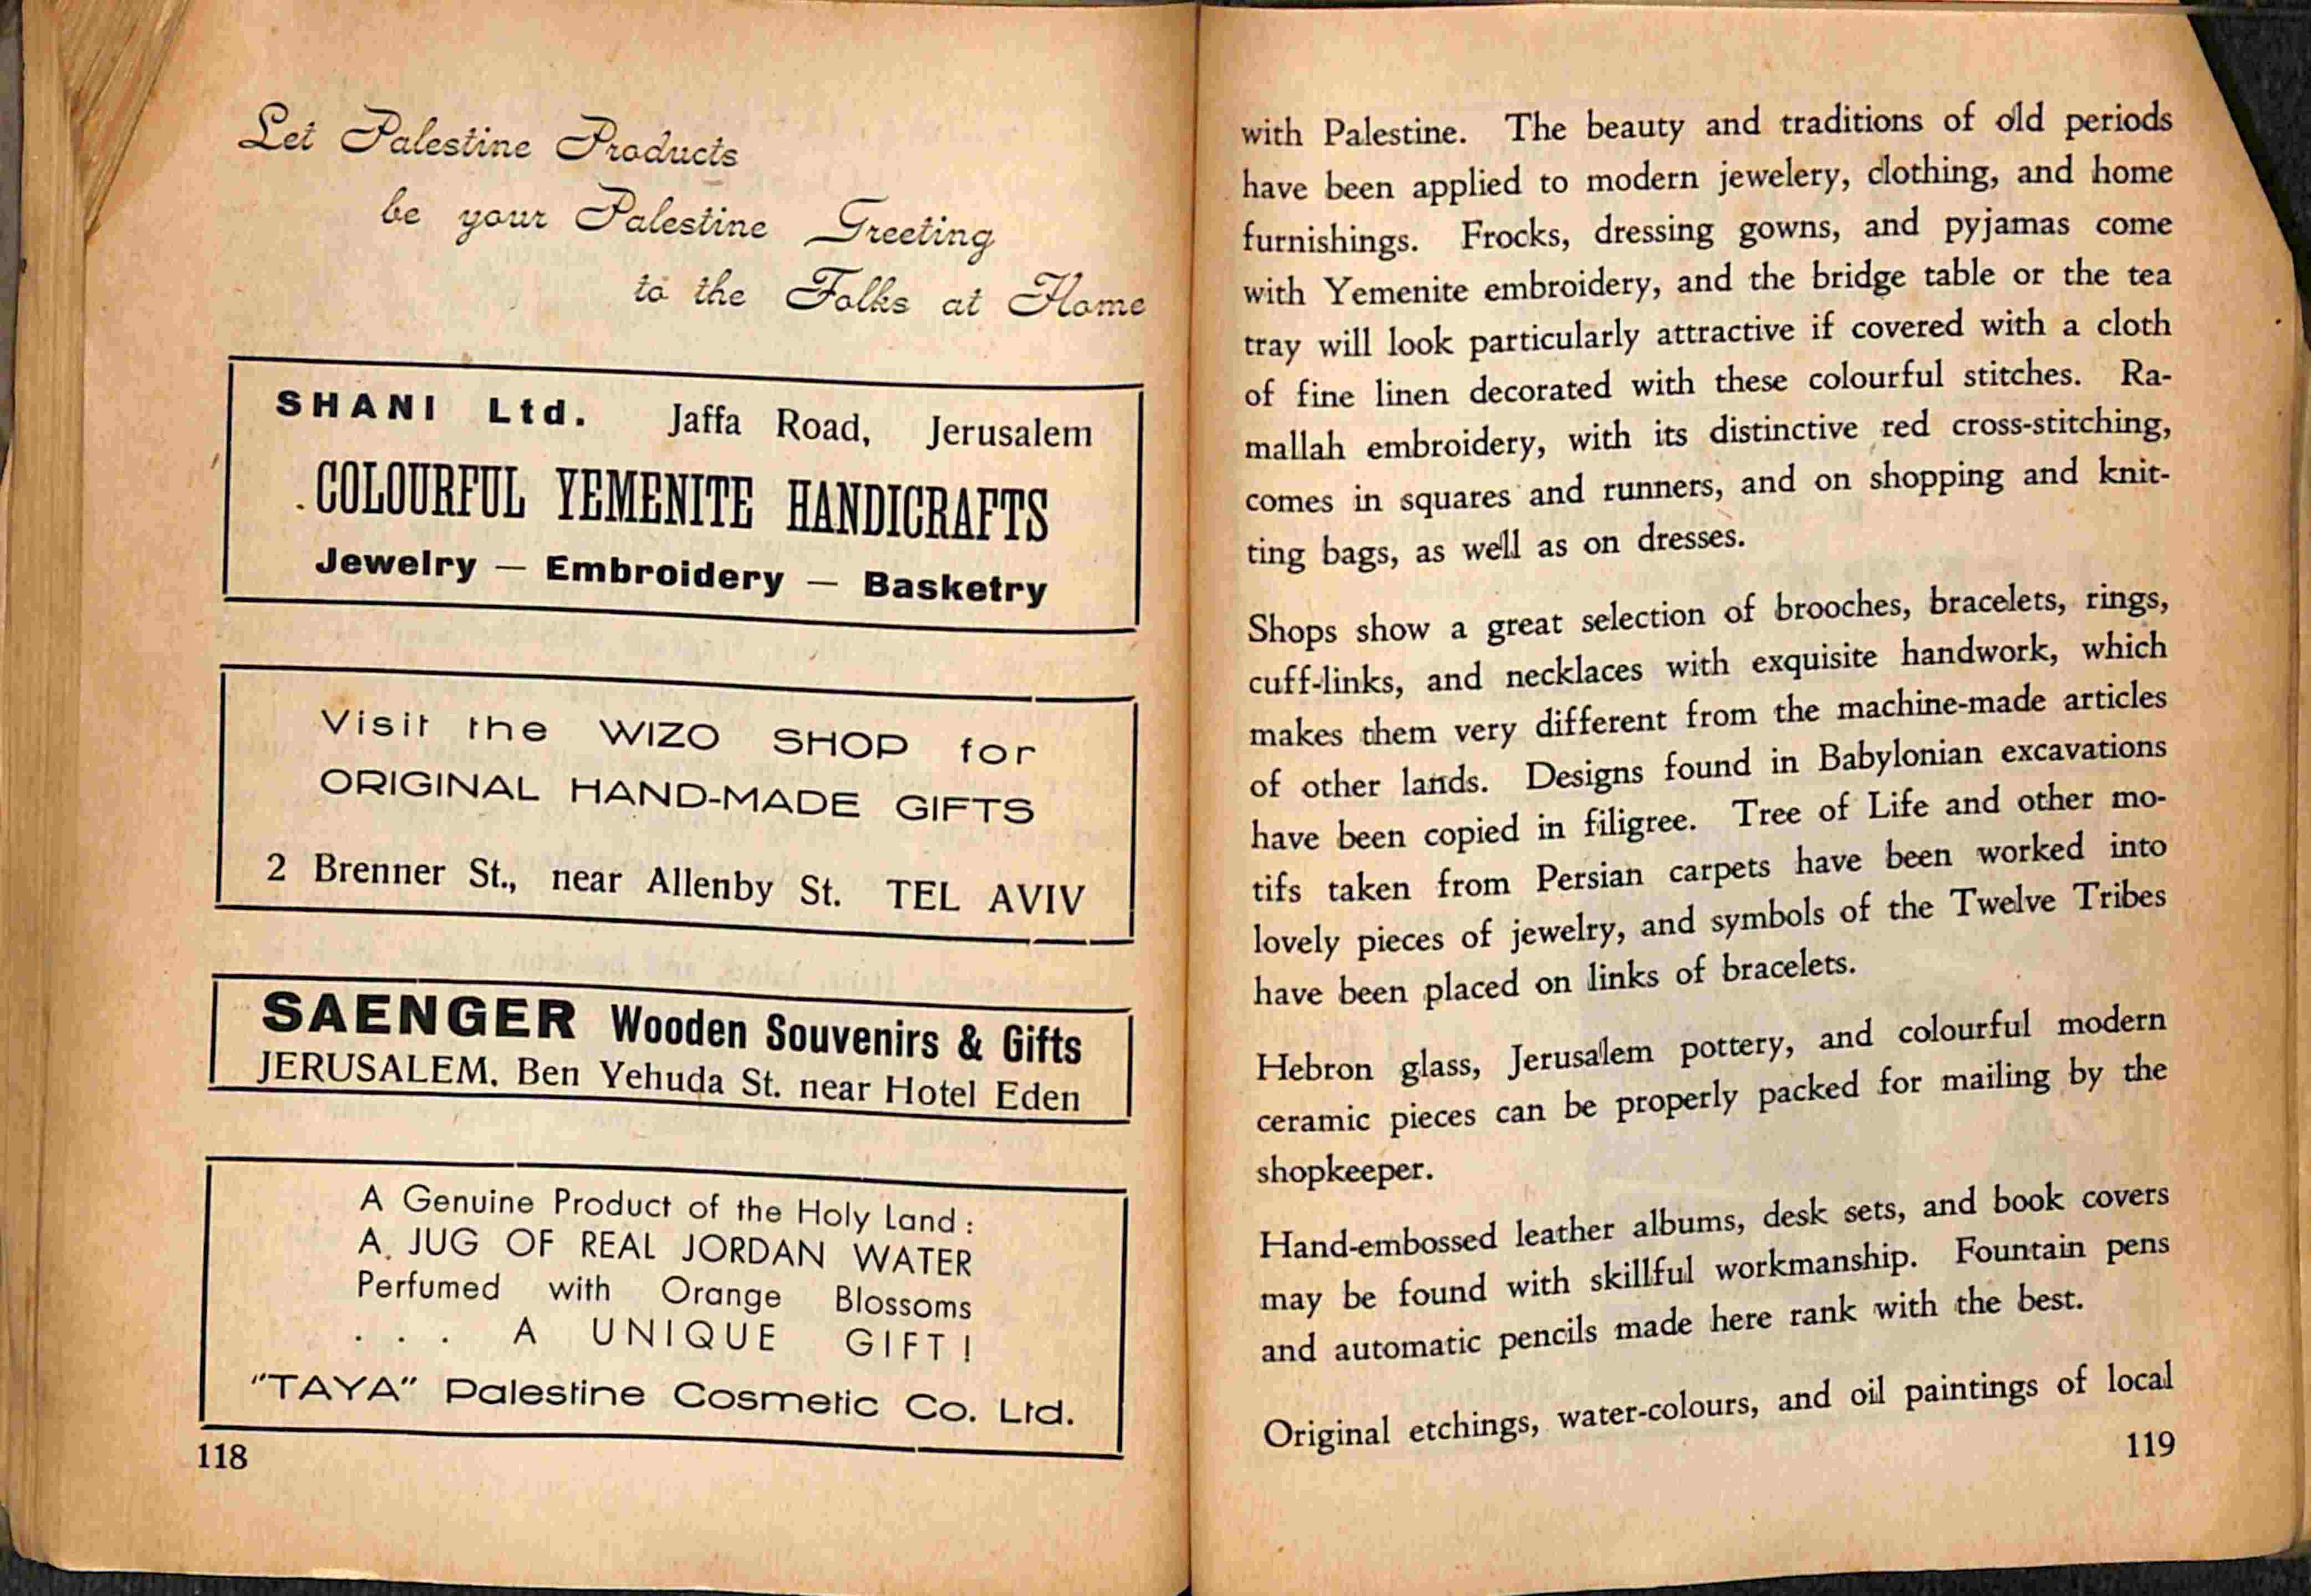 Let Palestine Products
be your Palestine Greeting
to the Folks at Home
SHANI Ltd. Jaffa Road, Jerusalem
COLOURFUL YEMENITE HANDICRAFTS
Jewelry — Embroidery — Basketry
Visit the WIZO SHOP for
ORIGINAL HAND-MADE GIFTS
2 Brenner St., near Allenby St. TEL AVIV
SAENGER Wooden Souvenirs & Gifts
JERUSALEM. Ben Yehuda St. near Hotel Eden
A Genuine Product of the Holy Land :
A JUG OF REAL JORDAN WATER
Perfumed with Orange Blossoms
. . . A UNIQUE GIFT !
"TAYA" Palestine Cosmetic Co. Ltd.
118
with Palestine. The beauty and traditions of old periods
have been applied to modern jewelery, clothing, and home
furnishings. Frocks, dressing gowns, and pyjamas come
with Yemenite embroidery, and the bridge table or the tea
tray will look particularly attractive if covered with a cloth
of fine linen decorated with these colourful stitches. Ra-
mallah embroidery, with its distinctive red cross-stitching,
comes in squares and runners, and on shopping and knit-
ting bags, as well as on dresses.
Shops show a great selection of brooches, bracelets, rings,
cuff-links, and necklaces with exquisite handwork, which
makes them very different from the machine-made articles
of other lands. Designs found in Babylonian excavations
have been copied in filigree. Tree of Life and other mo-
tifs taken from Persian carpets have been worked into
lovely pieces of jewelry, and symbols of the Twelve Tribes
have been placed on links of bracelets.
Hebron glass, Jerusalem pottery, and colourful modern
ceramic pieces can be properly packed for mailing by the
shopkeeper.
Hand-embossed leather albums, desk sets, and book covers
may be found with skillful workmanship. Fountain pens
and automatic pencils made here rank with the best.
Original etchings, water-colours, and oil paintings of local
119